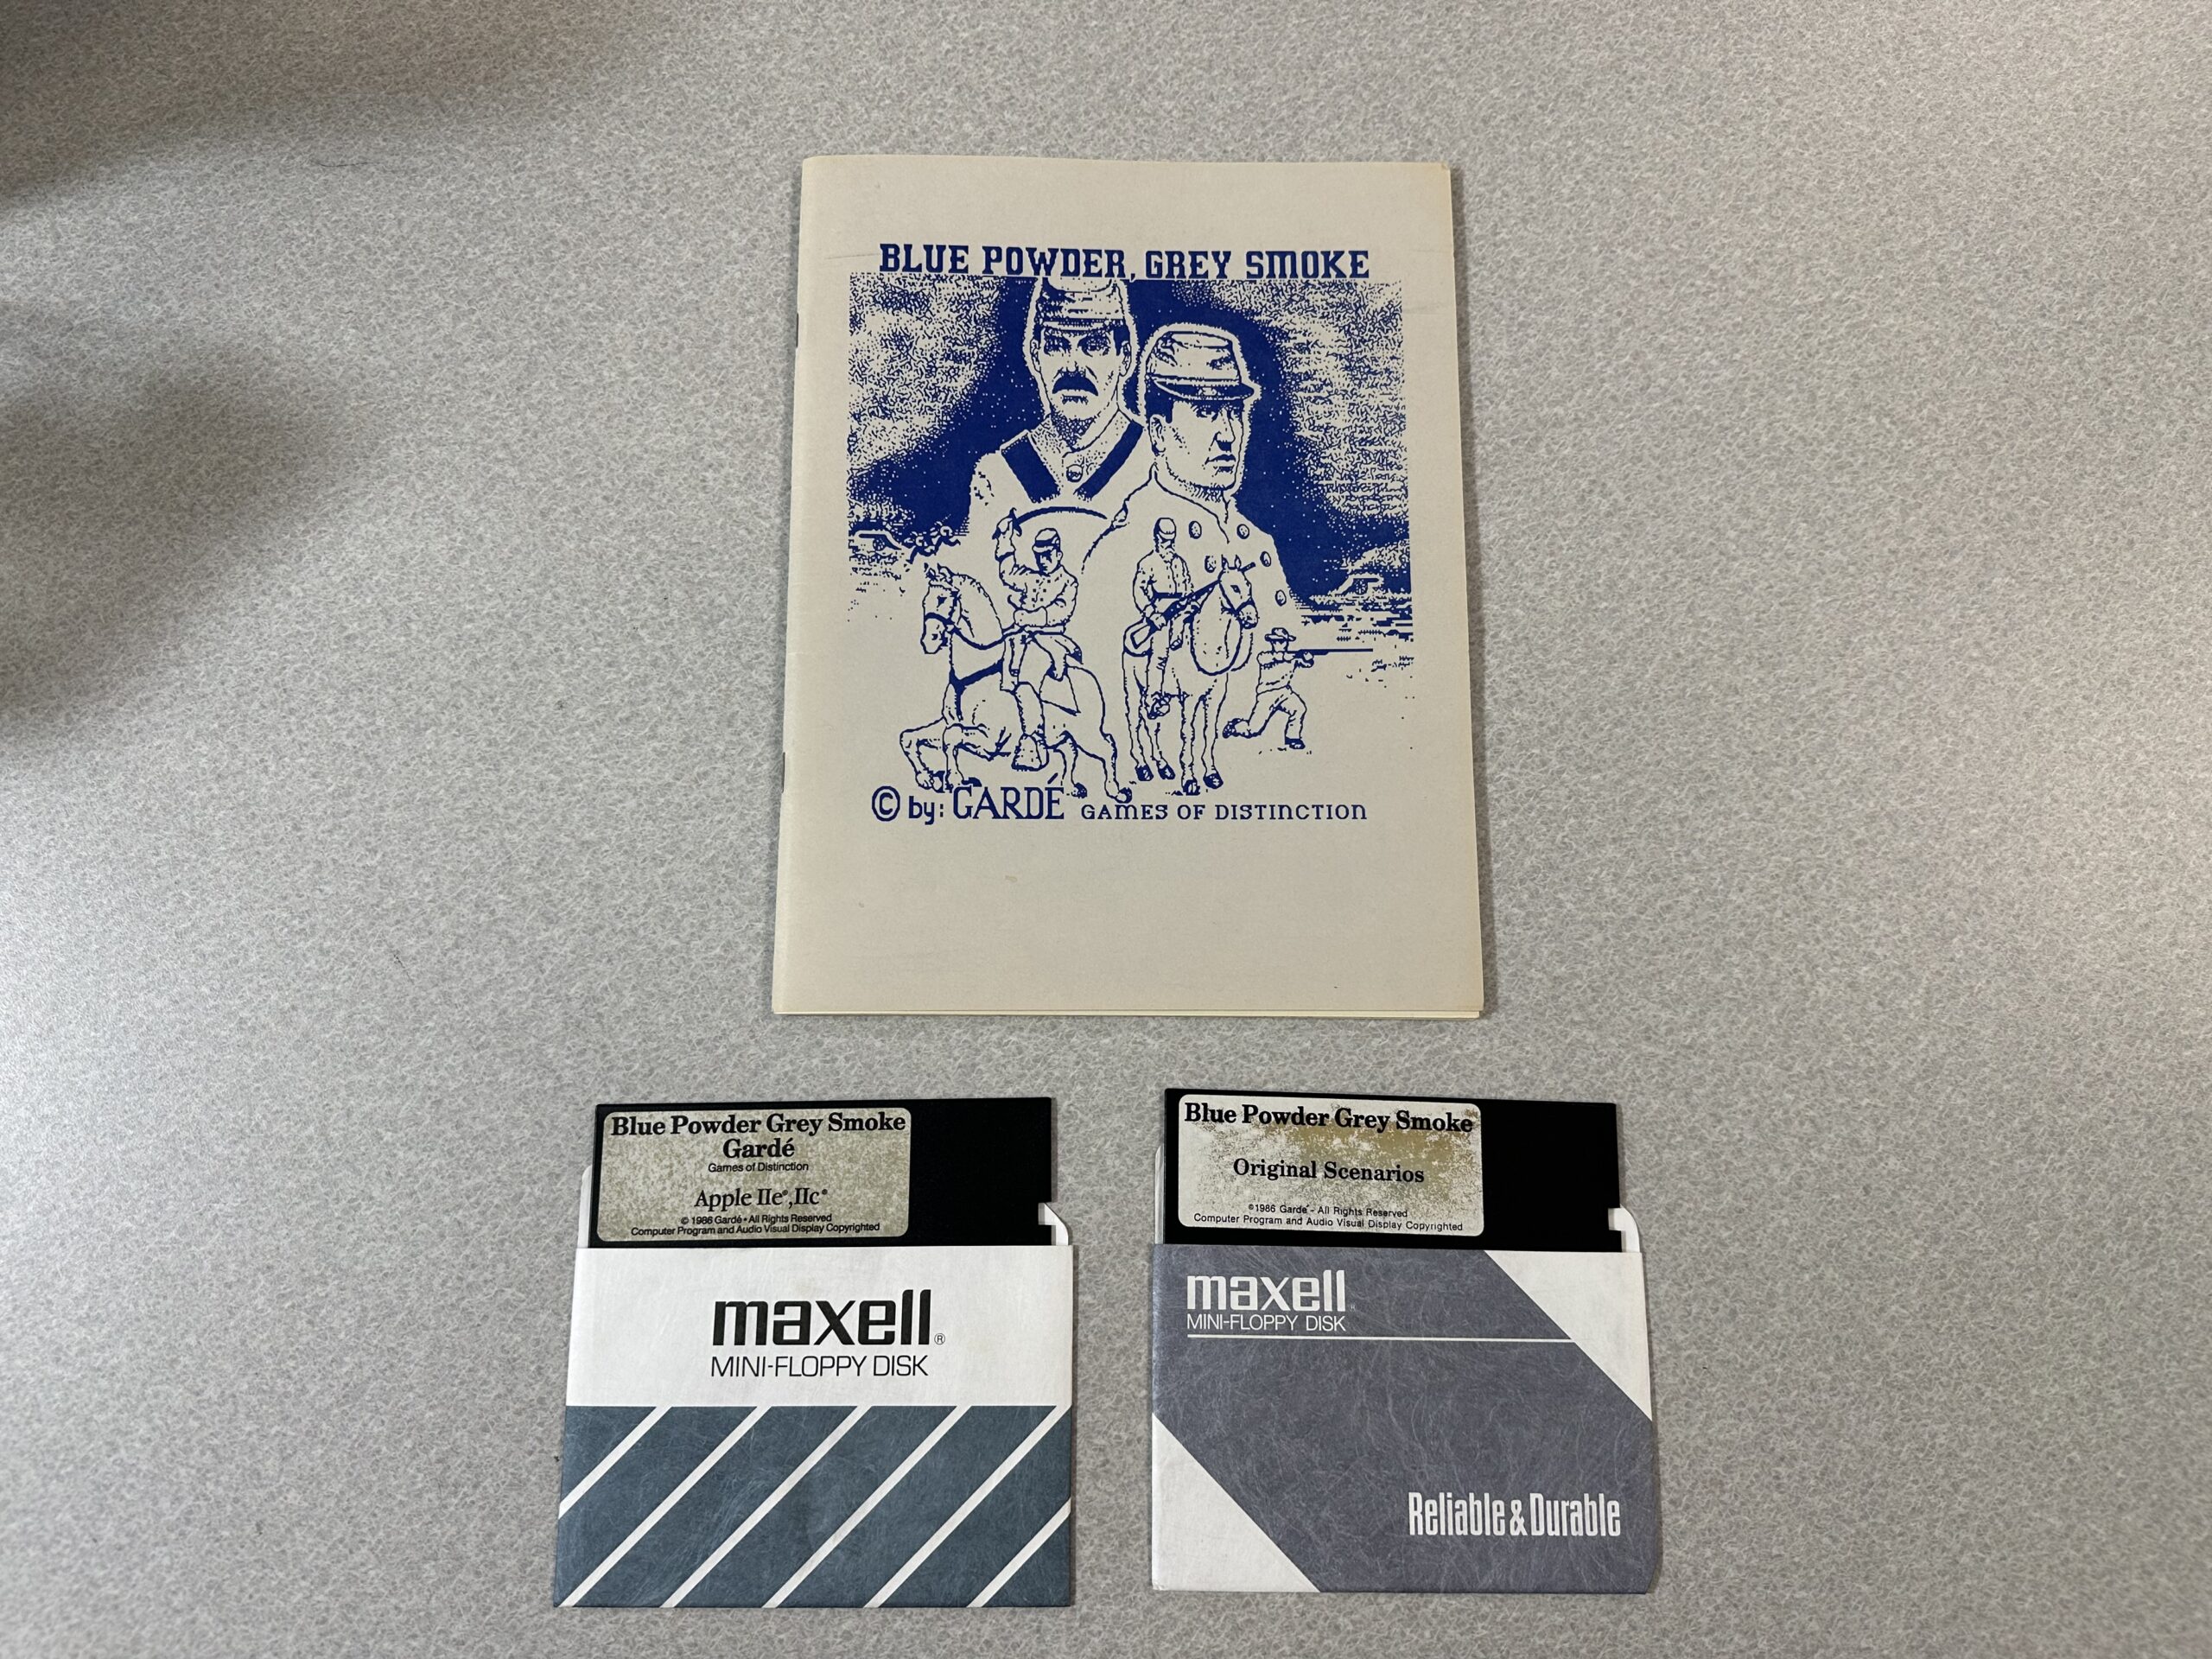 BLUE POWDER, GREY SMOKE
© by: GARDÉ GAMES OF DISTINCTION
Blue Powder Grey Smoke
Gardé
Games of Distinction
Apple IIe®, IIc®
© 1986 Gardé • All Rights Reserved
Computer Program and Audio Visual Display Copyrighted
maxell®
MINI-FLOPPY DISK
Blue Powder Grey Smoke
Original Scenarios
©1986 Gardé - All Rights Reserved
Computer Program and Audio Visual Display Copyrighted
maxell®
MINI-FLOPPY DISK
Reliable & Durable